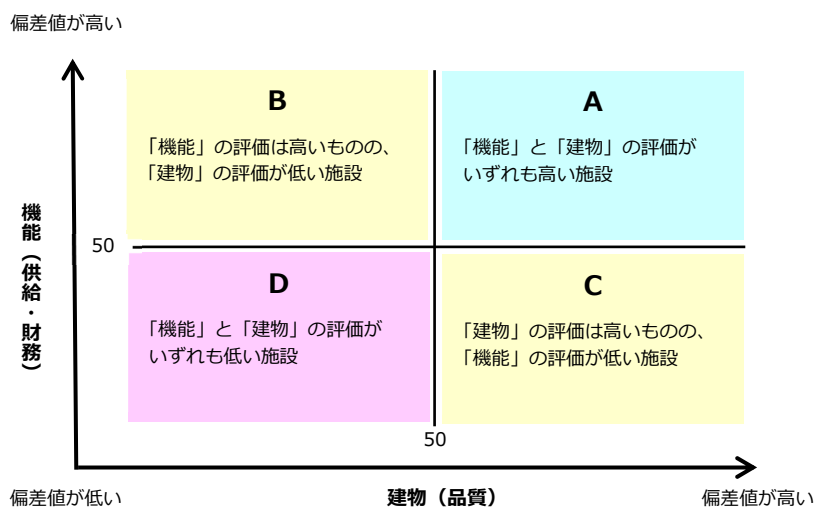 偏差値が高い
B
「機能」の評価は高いものの、
「建物」の評価が低い施設
A
「機能」と「建物」の評価が
いずれも高い施設
機能（供給・財務）
50
D
「機能」と「建物」の評価が
いずれも低い施設
C
「建物」の評価は高いものの、
「機能」の評価が低い施設
50
偏差値が低い
建物（品質）
偏差値が高い